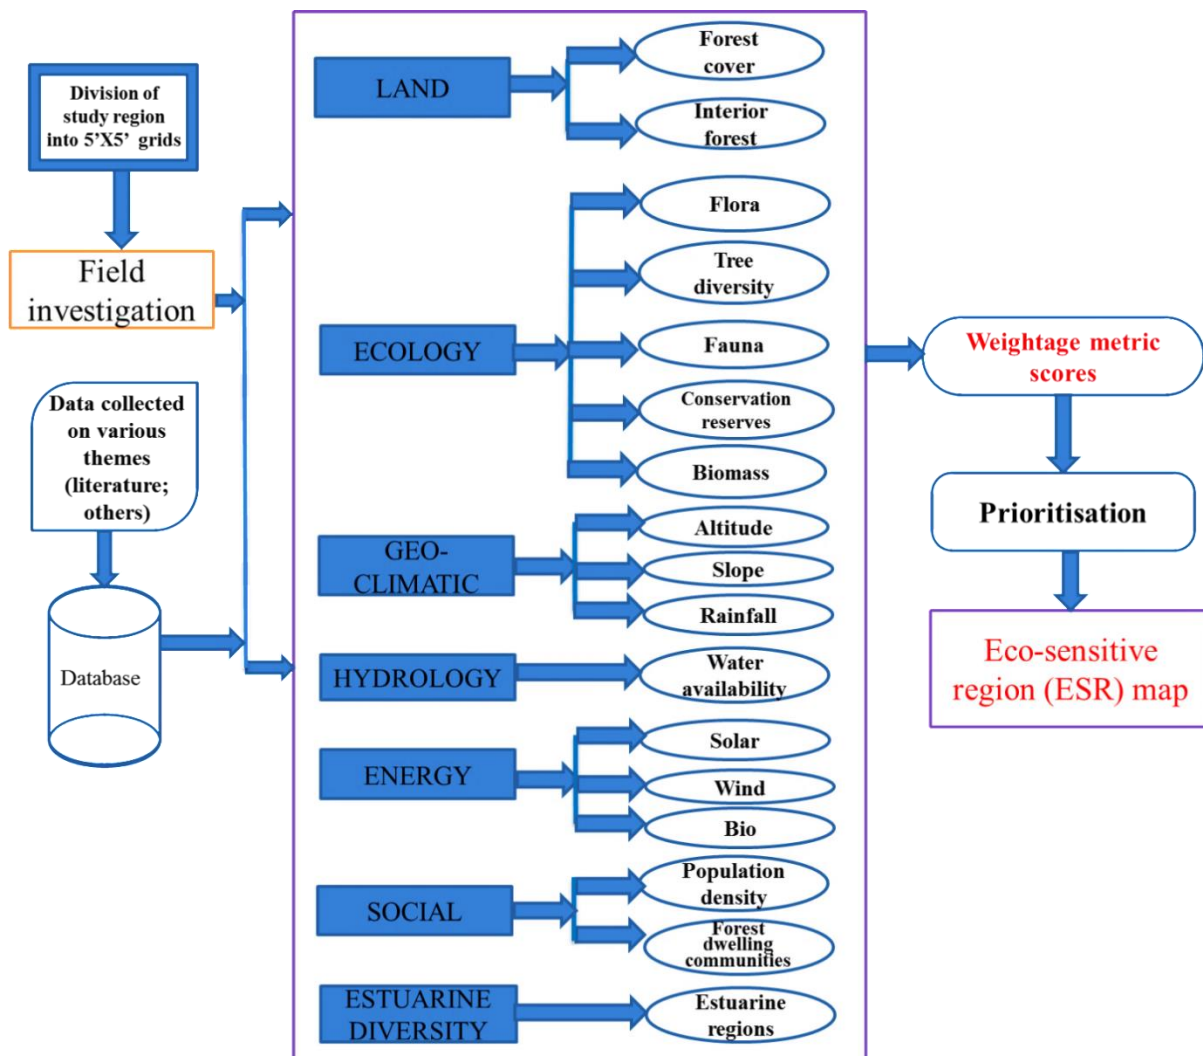 Division of
study region
into 5’X5’ grids
Field
investigation
Data collected
on various
themes
(literature;
others)
Database
LAND
Forest
cover
Interior
forest
ECOLOGY
Flora
Tree
diversity
Fauna
Conservation
reserves
Biomass
GEO-
CLIMATIC
Altitude
Slope
Rainfall
HYDROLOGY
Water
availability
ENERGY
Solar
Wind
Bio
SOCIAL
Population
density
Forest
dwelling
communities
ESTUARINE
DIVERSITY
Estuarine
regions
Weightage metric
scores
Prioritisation
Eco-sensitive
region (ESR) map